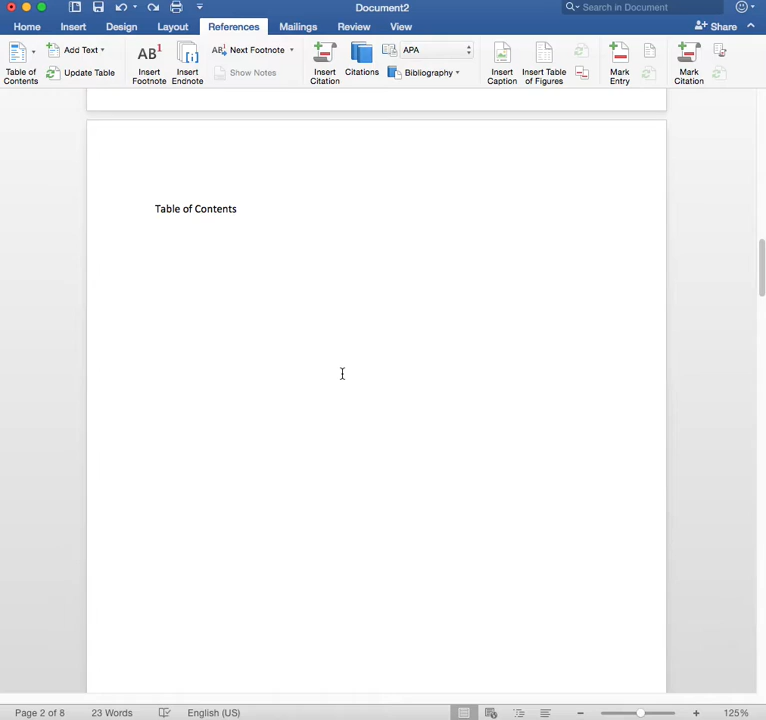 Document2
Search in Document
Home Insert Design Layout References Mailings Review View Share
Table of Contents
Add Text
Update Table
AB1
Insert Footnote
Insert Endnote
AB1 Next Footnote
Show Notes
Insert Citation
Citations
APA
Bibliography
Insert Caption
Insert Table of Figures
Mark Entry
Mark Citation
Table of Contents
Page 2 of 8 23 Words English (US) 125%